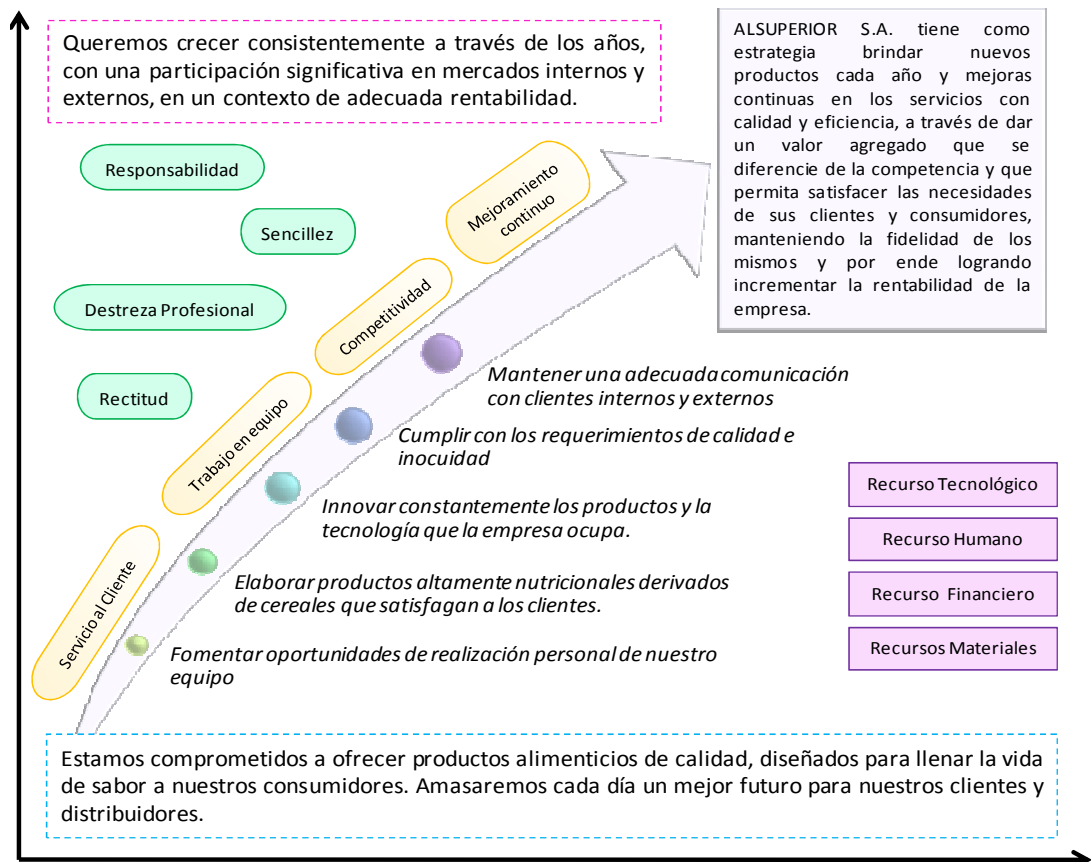 Queremos crecer consistentemente a través de los años,
con una participación significativa en mercados internos y
externos, en un contexto de adecuada rentabilidad.
ALSUPERIOR S.A. tiene como
estrategia brindar nuevos
productos cada año y mejoras
continuas en los servicios con
calidad y eficiencia, a través de dar
un valor agregado que se
diferencie de la competencia y que
permita satisfacer las necesidades
de sus clientes y consumidores,
manteniendo la fidelidad de los
mismos y por ende logrando
incrementar la rentabilidad de la
empresa.
Responsabilidad
Sencillez
Destreza Profesional
Rectitud
Mejoramiento
continuo
Competitividad
Trabajo en equipo
Servicio al Cliente
Mantener una adecuada comunicación
con clientes internos y externos
Cumplir con los requerimientos de calidad e
inocuidad
Innovar constantemente los productos y la
tecnología que la empresa ocupa.
Elaborar productos altamente nutricionales derivados
de cereales que satisfagan a los clientes.
Fomentar oportunidades de realización personal de nuestro
equipo
Recurso Tecnológico
Recurso Humano
Recurso Financiero
Recursos Materiales
Estamos comprometidos a ofrecer productos alimenticios de calidad, diseñados para llenar la vida
de sabor a nuestros consumidores. Amasaremos cada día un mejor futuro para nuestros clientes y
distribuidores.